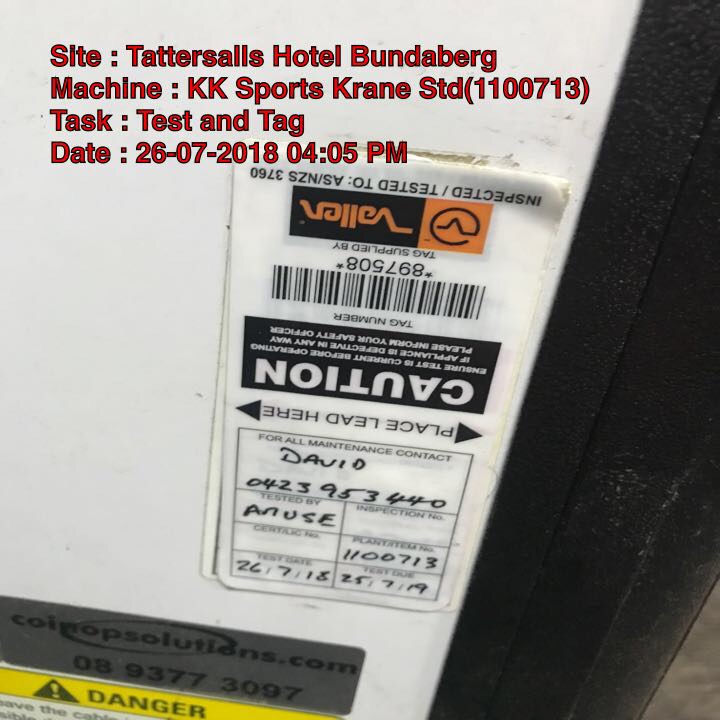 Site : Tattersalls Hotel Bundaberg
Machine : KK Sports Krane Std(1100713)
Task : Test and Tag
Date : 26-07-2018 04:05 PM
INSPECTED / TESTED TO: AS/NZS 3760
Vallen
TAG SUPPLIED BY
*897508*
TAG NUMBER
CAUTION
ENSURE TEST IS CURRENT BEFORE OPERATING
IF APPLIANCE IS DEFECTIVE IN ANY WAY
PLEASE INFORM YOUR SAFETY OFFICER
PLACE LEAD HERE
FOR ALL MAINTENANCE CONTACT
DAVID
0423 953 440
TESTED BY
INSPECTION No.
AMUSE
CERT/LIC No.
PLANT/ITEM No.
1100713
TEST DATE
TEST DUE
26/7/18
25/7/19
coinopsolutions.com
08 9377 3097
DANGER
the cable